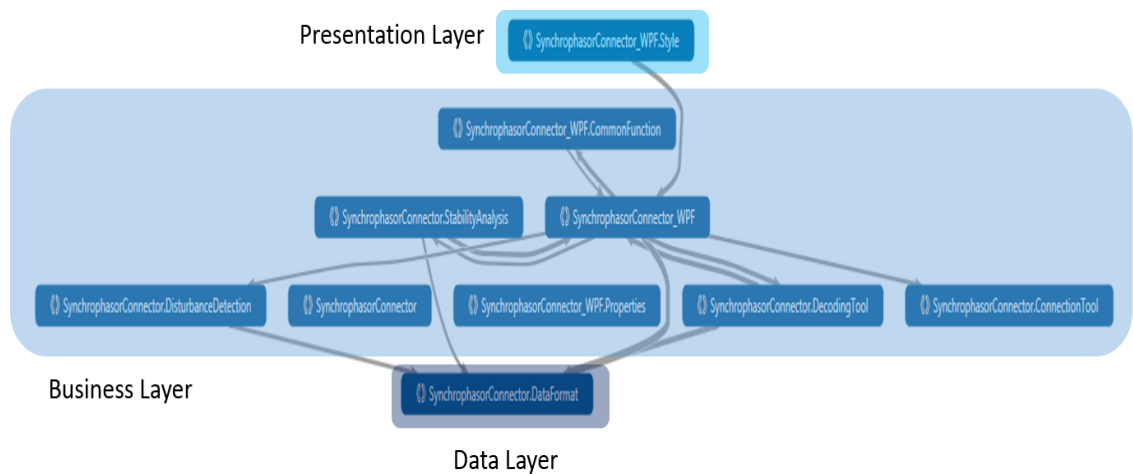 Presentation Layer
SynchrophasorConnector_WPF.Style
SynchrophasorConnector_WPF.CommonFunction
SynchrophasorConnector.StabilityAnalysis
SynchrophasorConnector_WPF
SynchrophasorConnector.DisturbanceDetection
SynchrophasorConnector
SynchrophasorConnector_WPF.Properties
SynchrophasorConnector.DecodingTool
SynchrophasorConnector.ConnectionTool
Business Layer
SynchrophasorConnector.DataFormat
Data Layer